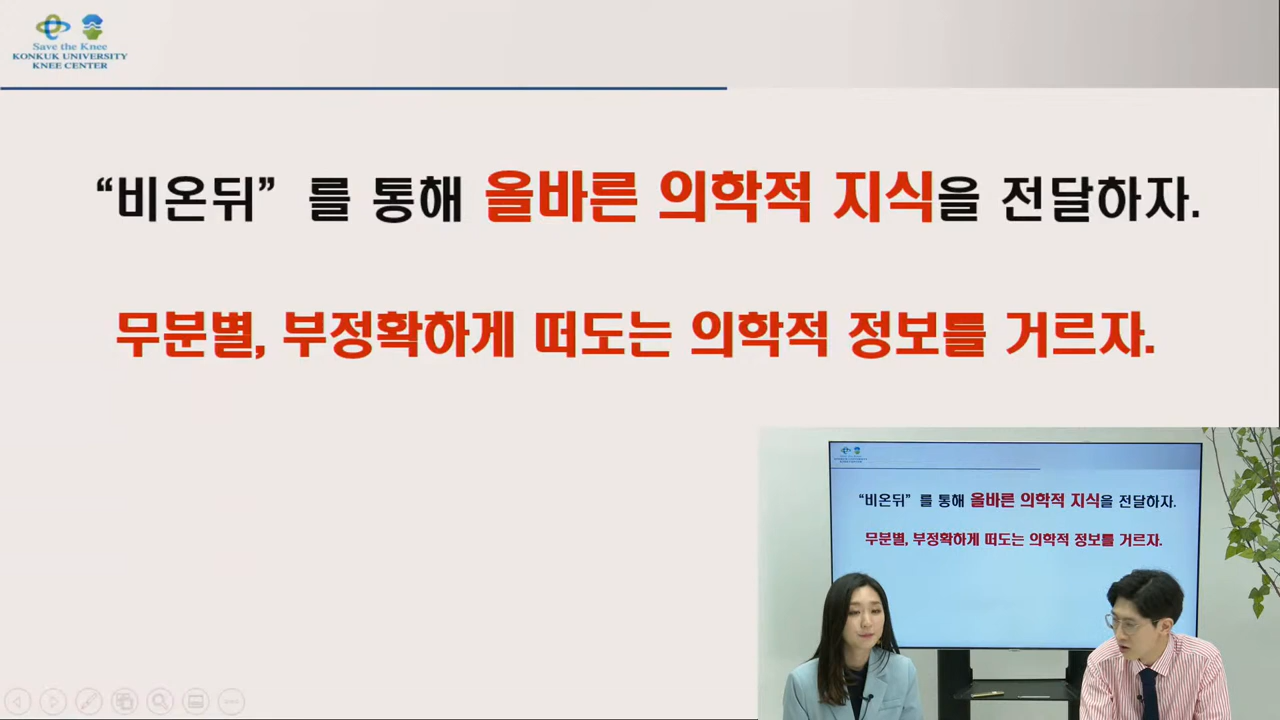 Save the Knee
KONKUK UNIVERSITY
KNEE CENTER
“비온뒤” 를 통해 올바른 의학적 지식을 전달하자.
무분별, 부정확하게 떠도는 의학적 정보를 거르자.
“비온뒤” 를 통해 올바른 의학적 지식을 전달하자.
무분별, 부정확하게 떠도는 의학적 정보를 거르자.